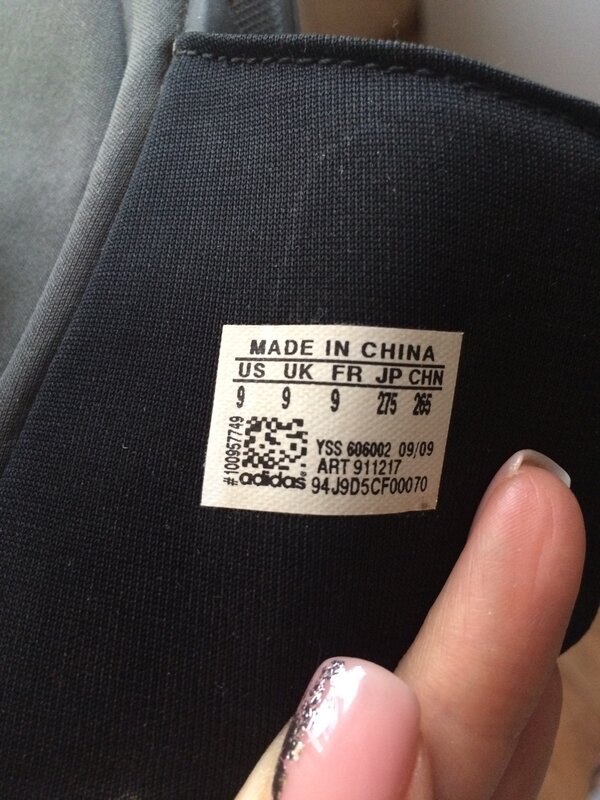 MADE IN CHINA
US UK FR JP CHN
9 9 9 275 265
#100957749
YSS 606002 09/09
ART 911217
adidas 94J9D5CF00070